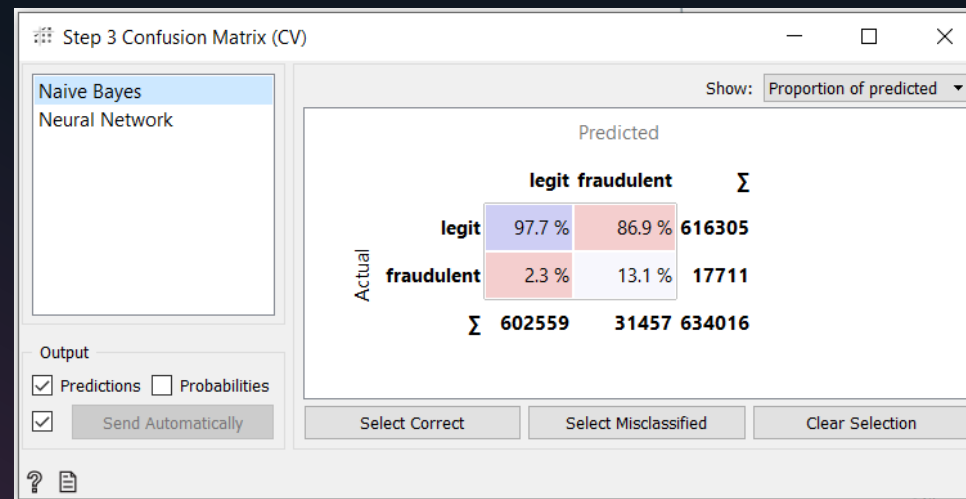 Step 3 Confusion Matrix (CV)
Naive Bayes
Neural Network
Show: Proportion of predicted
Predicted
legit fraudulent Σ
legit 97.7 % 86.9 % 616305
Actual
fraudulent 2.3 % 13.1 % 17711
Σ 602559 31457 634016
Output
Predictions Probabilities
Send Automatically
Select Correct Select Misclassified Clear Selection
?